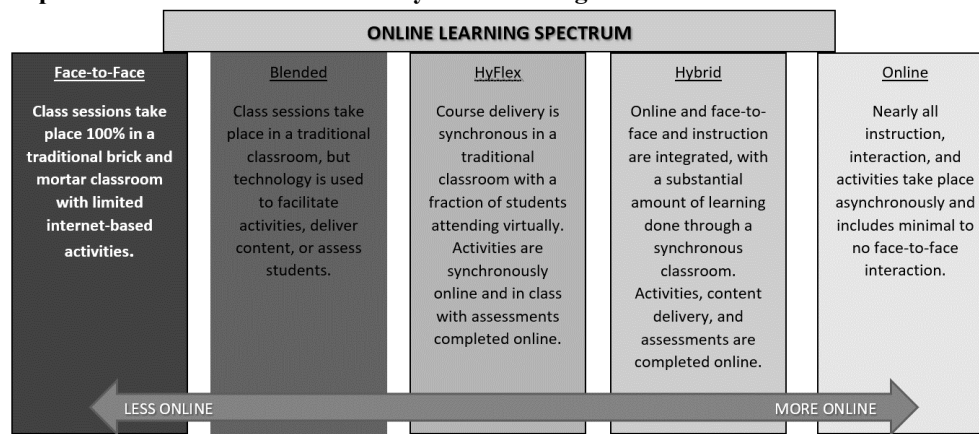 ONLINE LEARNING SPECTRUM
Face-to-Face
Class sessions take
place 100% in a
traditional brick and
mortar classroom
with limited
internet-based
activities.
Blended
Class sessions take
place in a traditional
classroom, but
technology is used
to facilitate
activities, deliver
content, or assess
students.
HyFlex
Course delivery is
synchronous in a
traditional
classroom with a
fraction of students
attending virtually.
Activities are
synchronously
online and in class
with assessments
completed online.
Hybrid
Online and face-to-
face and instruction
are integrated, with
a substantial
amount of learning
done through a
synchronous
classroom.
Activities, content
delivery, and
assessments are
completed online.
Online
Nearly all
instruction,
interaction, and
activities take place
asynchronously and
includes minimal to
no face-to-face
interaction.
LESS ONLINE
MORE ONLINE